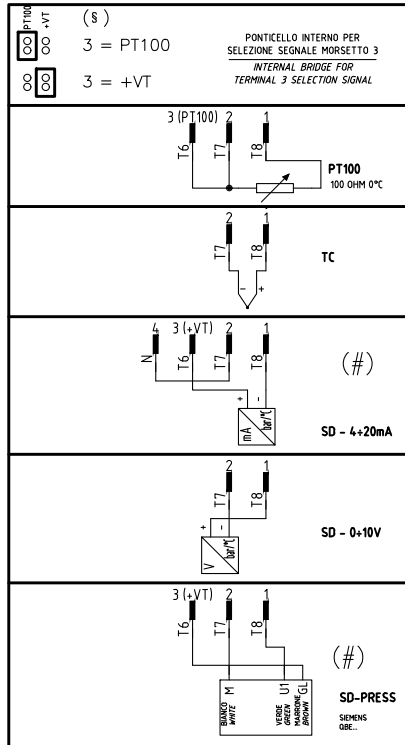 PT100
+VT
(§)
3 = PT100
3 = +VT
PONTICELLO INTERNO PER
SELEZIONE SEGNALE MORSETTO 3
INTERNAL BRIDGE FOR
TERMINAL 3 SELECTION SIGNAL
3 (PT100) 2 1
T6 T7 T8
PT100
100 OHM 0°C
2 1
T7 T8
- +
TC
4 3 (+VT) 2 1
N T6 T7 T8
(#)
+ -
mA bar/°C
SD - 4÷20mA
2 1
T7 T8
+ -
V bar/°C
SD - 0÷10V
3 (+VT) 2 1
T6 T7 T8
(#)
M U1 GL
BIANCO
WHITE
VERDE
GREEN
MARRONE
BROWN
SD-PRESS
SIEMENS
QBE...